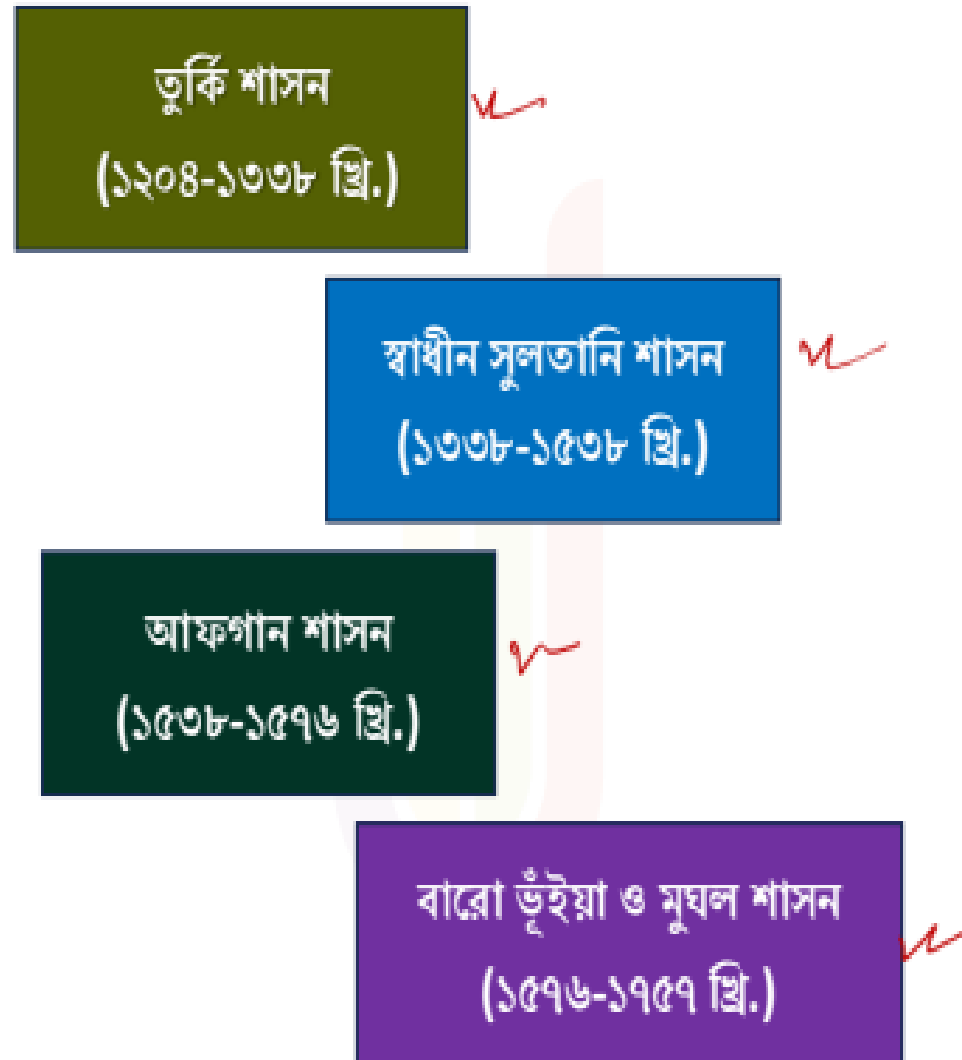 তুর্কি শাসন
(১২০৪-১৩৩৮ খ্রি.)
স্বাধীন সুলতানি শাসন
(১৩৩৮-১৫৩৮ খ্রি.)
আফগান শাসন
(১৫৩৮-১৫৭৬ খ্রি.)
বারো ভূঁইয়া ও মুঘল শাসন
(১৫৭৬-১৭৫৭ খ্রি.)